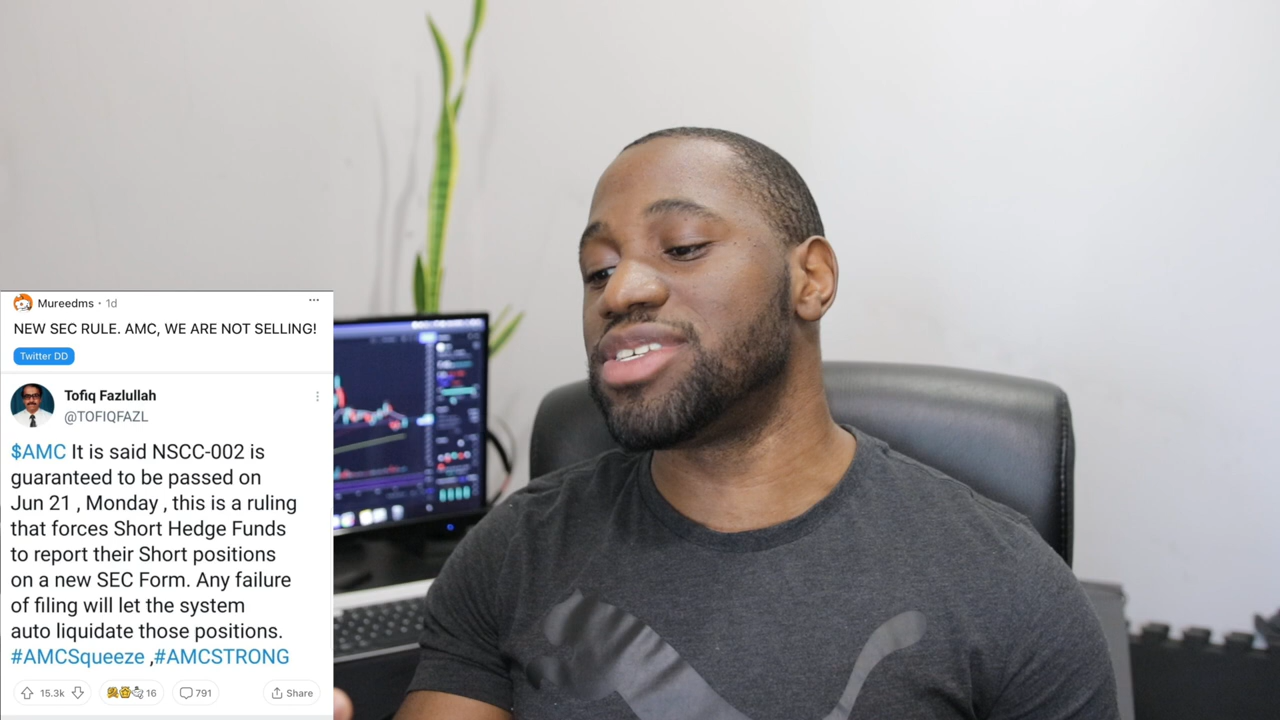 Mureedms · 1d
NEW SEC RULE. AMC, WE ARE NOT SELLING!
Twitter DD
Tofiq Fazlullah
@TOFIQFAZL
$AMC It is said NSCC-002 is
guaranteed to be passed on
Jun 21 , Monday , this is a ruling
that forces Short Hedge Funds
to report their Short positions
on a new SEC Form. Any failure
of filing will let the system
auto liquidate those positions.
#AMCSqueeze ,#AMCSTRONG
15.3k 16 791 Share